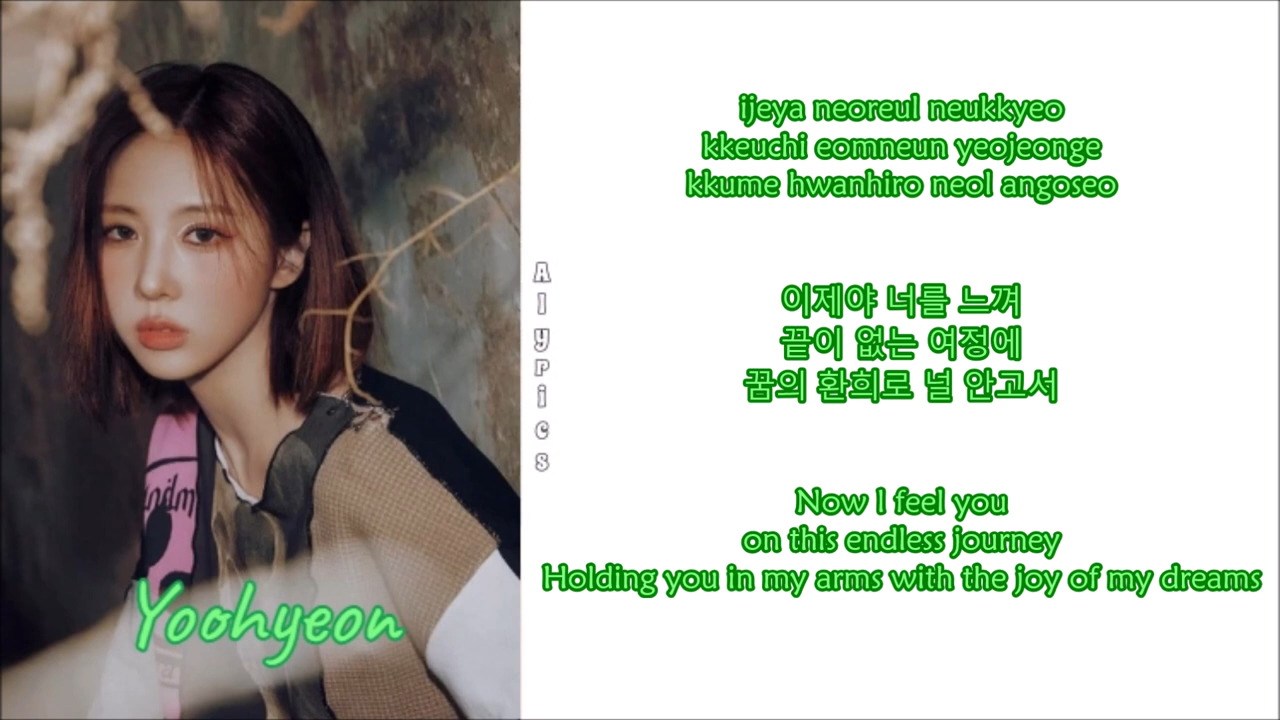 ijeya neoreul neukkyeo
kkeuchi eomneun yeojeonge
kkume hwanhiro neol angoseo
이제야 너를 느껴
끝이 없는 여정에
꿈의 환희로 널 안고서
Now I feel you
on this endless journey
Holding you in my arms with the joy of my dreams
Alyrics
Yoohyeon